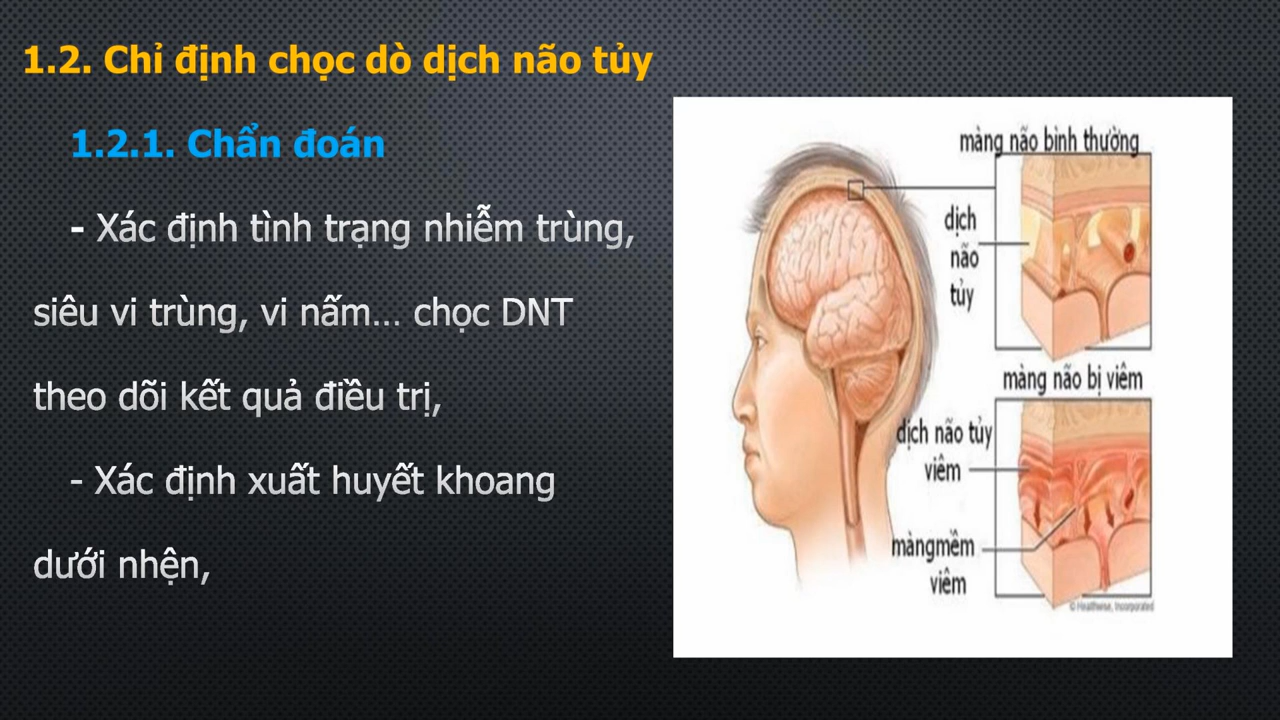 1.2. Chỉ định chọc dò dịch não tủy
1.2.1. Chẩn đoán
- Xác định tình trạng nhiễm trùng,
siêu vi trùng, vi nấm... chọc DNT
theo dõi kết quả điều trị,
- Xác định xuất huyết khoang
dưới nhện,
màng não bình thường
dịch
não
tủy
màng não bị viêm
dịch não tủy
viêm
màngmềm
viêm
© Healthwise, Incorporated